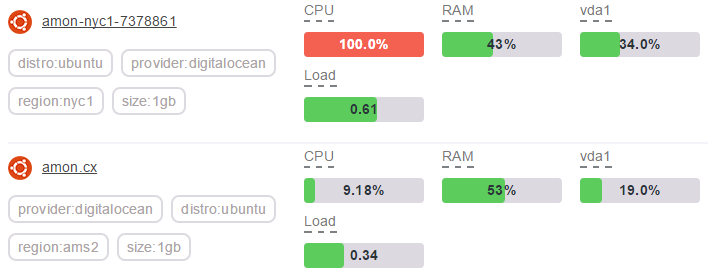 amon-nyc1-7378861
distro:ubuntu provider:digitalocean
region:nyc1 size:1gb
CPU RAM vda1
100.0% 43% 34.0%
Load
0.61
amon.cx
provider:digitalocean distro:ubuntu
region:ams2 size:1gb
CPU RAM vda1
9.18% 53% 19.0%
Load
0.34